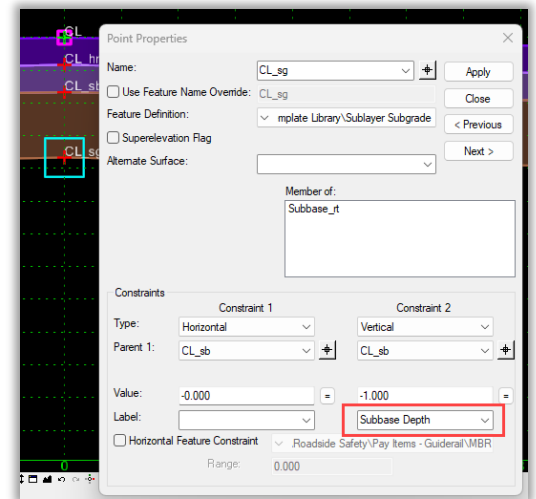 CL
Point Properties
CL_hr
Name: CL_sg Apply
CL_sb
Use Feature Name Override: CL_sg Close
Feature Definition: mplate Library\Sublayer Subgrade < Previous
Superelevation Flag
CL_sg Next >
Alternate Surface:
Member of:
Subbase_rt
Constraints
Constraint 1 Constraint 2
Type: Horizontal Vertical
Parent 1: CL_sb CL_sb
Value: -0.000 = -1.000 =
Label: Subbase Depth
Horizontal Feature Constraint .Roadside Safety\Pay Items - Guiderail\MBR
Range: 0.000
0